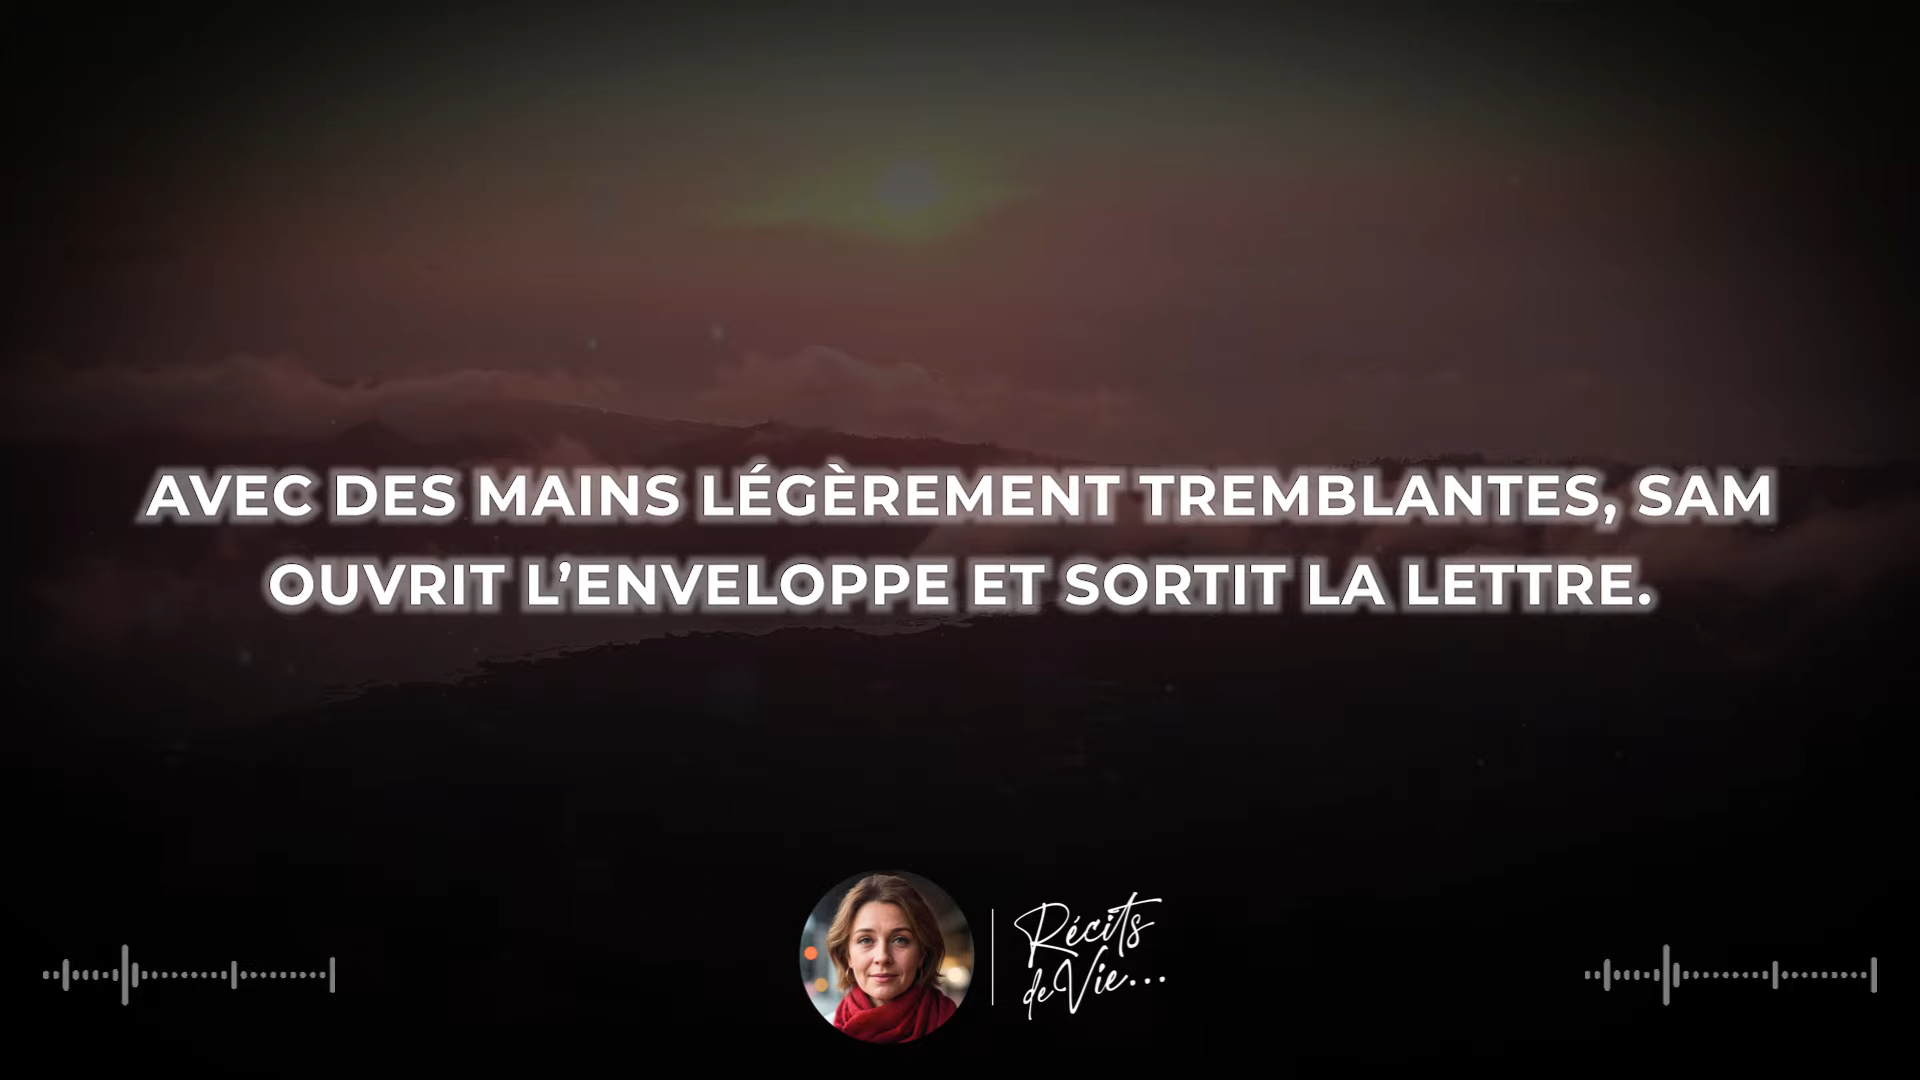 AVEC DES MAINS LÉGÈREMENT TREMBLANTES, SAM
OUVRIT L’ENVELOPPE ET SORTIT LA LETTRE.
Récits
de Vie...